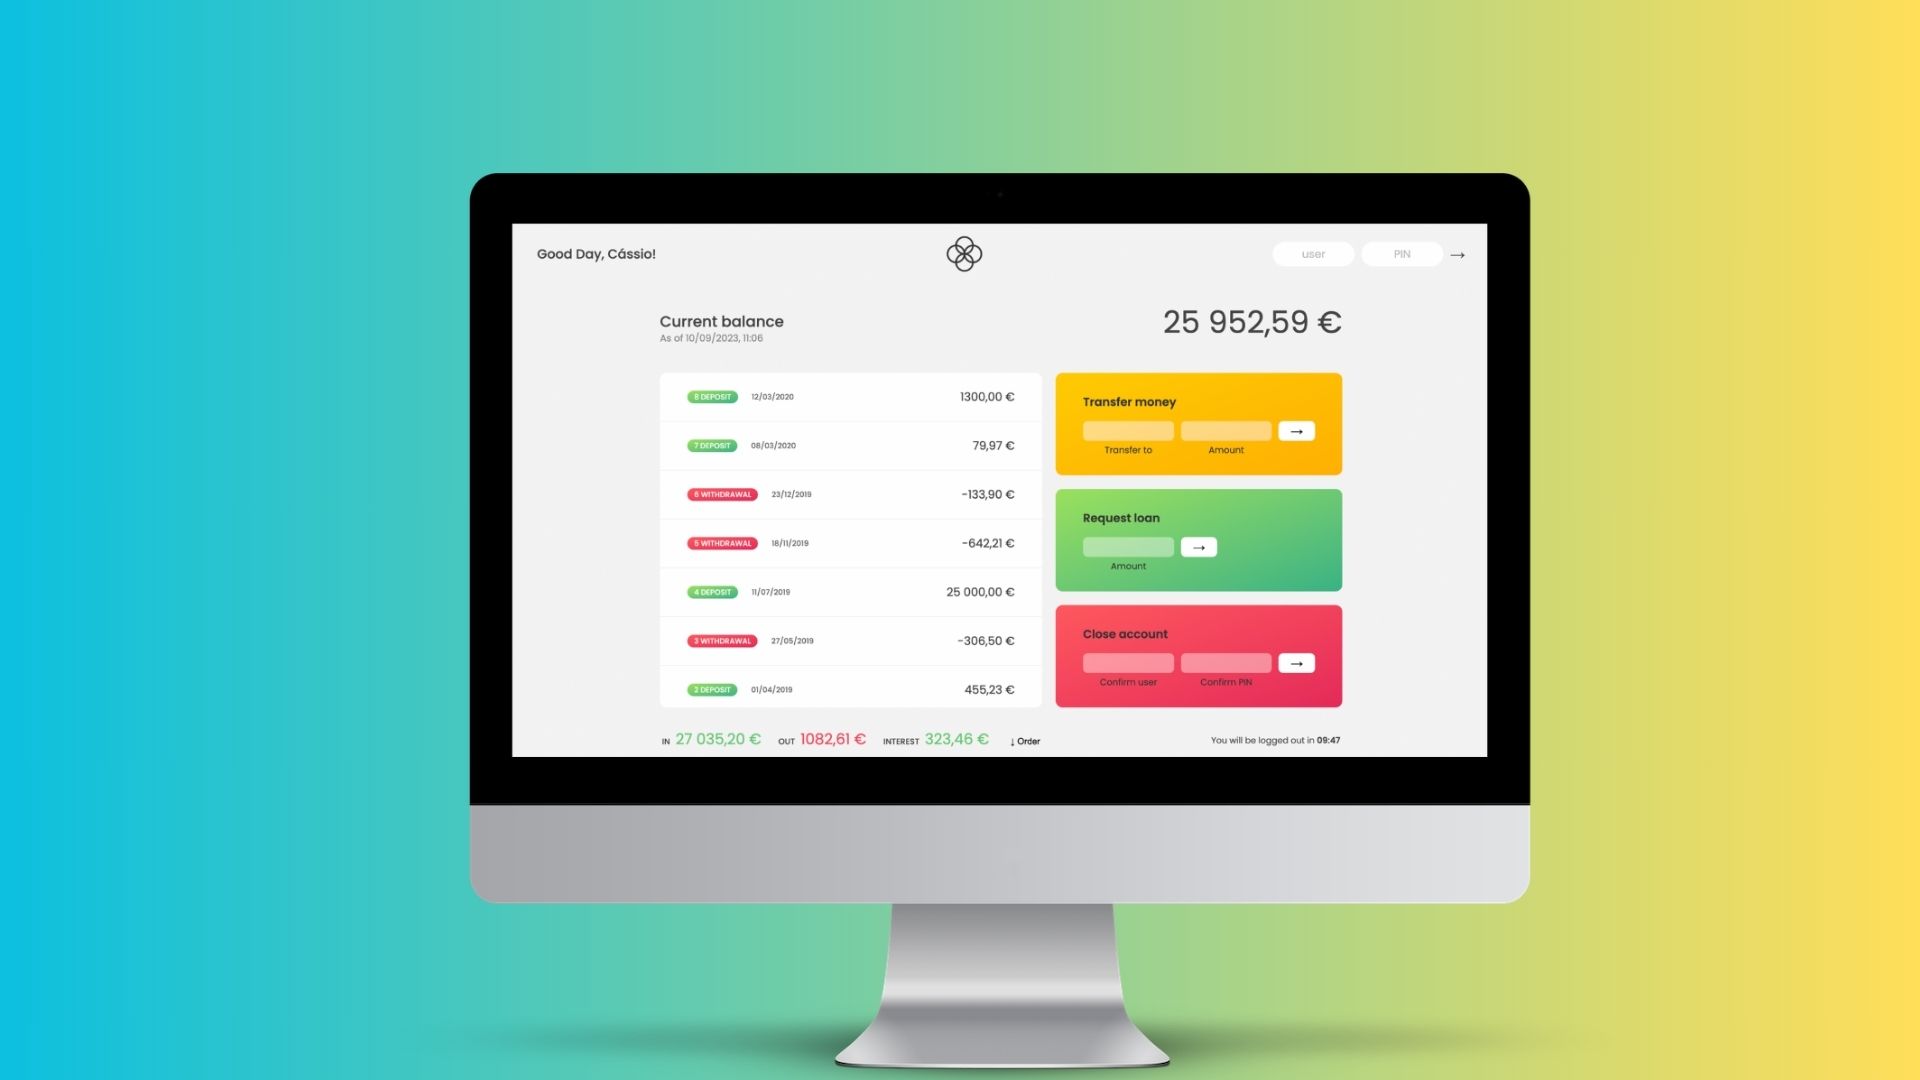 Good Day, Cássio!
user
PIN
→
Current balance
As of 10/09/2023, 11:06
25 952,59 €
8 DEPOSIT 12/03/2020 1300,00 €
7 DEPOSIT 08/03/2020 79,97 €
6 WITHDRAWAL 23/12/2019 -133,90 €
5 WITHDRAWAL 18/11/2019 -642,21 €
4 DEPOSIT 11/07/2019 25 000,00 €
3 WITHDRAWAL 27/05/2019 -306,50 €
2 DEPOSIT 01/04/2019 455,23 €
Transfer money
→
Transfer to Amount
Request loan
→
Amount
Close account
→
Confirm user Confirm PIN
IN 27 035,20 € OUT 1082,61 € INTEREST 323,46 € ↓ Order
You will be logged out in 09:47